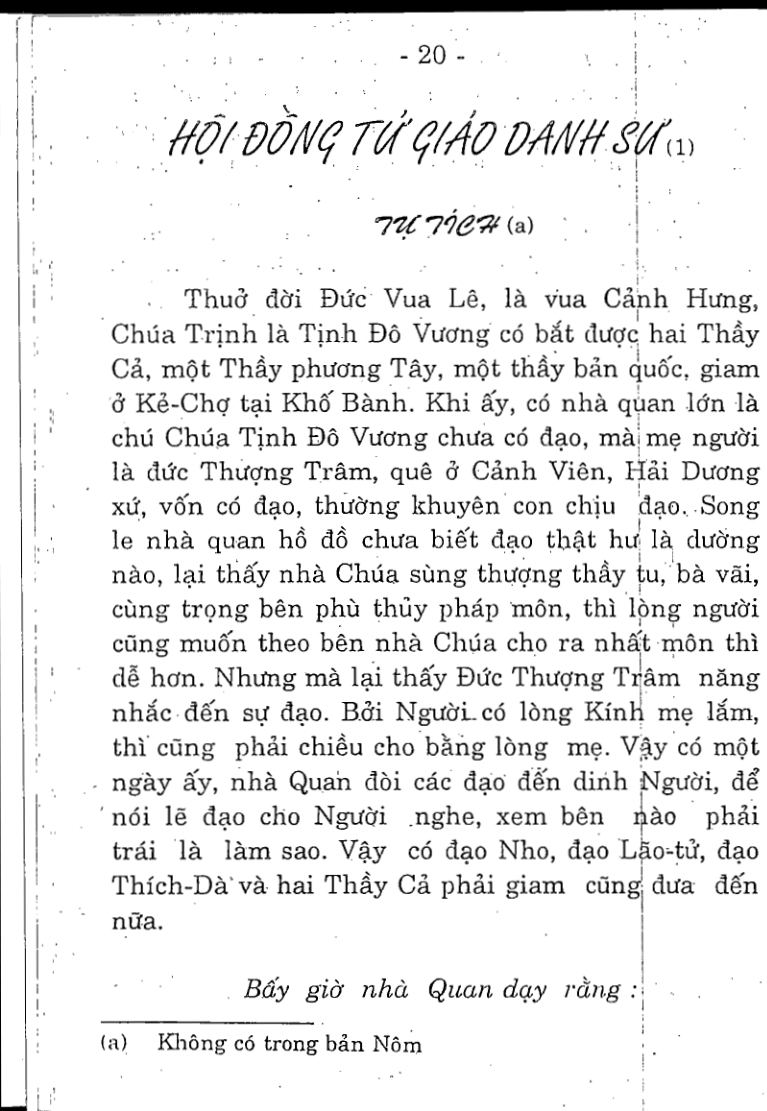 - 20 -
HỘI ĐỒNG TỨ GIÁO DANH SƯ (1)
TỰ TÍCH (a)
Thuở đời Đức Vua Lê, là vua Cảnh Hưng,
Chúa Trịnh là Tịnh Đô Vương có bắt được hai Thầy
Cả, một Thầy phương Tây, một thầy bản quốc, giam
ở Kẻ-Chợ tại Khố Bành. Khi ấy, có nhà quan lớn là
chú Chúa Tịnh Đô Vương chưa có đạo, mà mẹ người
là đức Thượng Trâm, quê ở Cảnh Viên, Hải Dương
xứ, vốn có đạo, thường khuyên con chịu đạo. Song
le nhà quan hồ đồ chưa biết đạo thật hư là dường
nào, lại thấy nhà Chúa sùng thượng thầy tu, bà vãi,
cùng trọng bên phù thủy pháp môn, thì lòng người
cũng muốn theo bên nhà Chúa cho ra nhất môn thì
dễ hơn. Nhưng mà lại thấy Đức Thượng Trâm năng
nhắc đến sự đạo. Bởi Người có lòng Kính mẹ lắm,
thì cũng phải chiều cho bằng lòng mẹ. Vậy có một
ngày ấy, nhà Quan đòi các đạo đến dinh Người, để
nói lẽ đạo cho Người nghe, xem bên nào phải
trái là làm sao. Vậy có đạo Nho, đạo Lão-tử, đạo
Thích-Dà và hai Thầy Cả phải giam cũng đưa đến
nữa.
Bấy giờ nhà Quan dạy rằng :
(a) Không có trong bản Nôm